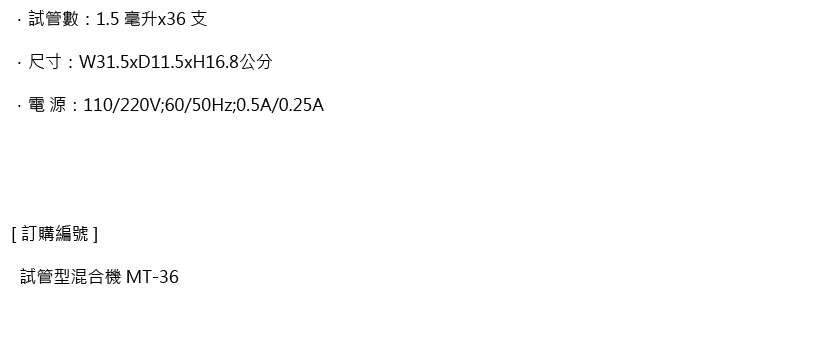 ．試管數：1.5 毫升x36 支
．尺寸：W31.5xD11.5xH16.8公分
．電 源：110/220V;60/50Hz;0.5A/0.25A
[ 訂購編號 ]
試管型混合機 MT-36